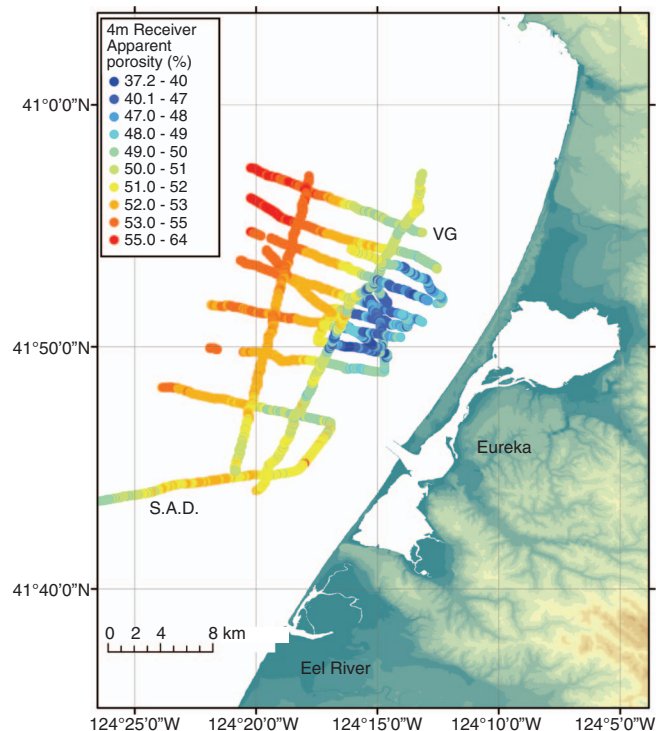 4m Receiver
Apparent
porosity (%)
37.2 - 40
40.1 - 47
47.0 - 48
48.0 - 49
49.0 - 50
50.0 - 51
51.0 - 52
52.0 - 53
53.0 - 55
55.0 - 64
41°0'0"N
VG
41°50'0"N
Eureka
S.A.D.
41°40'0"N
0 2 4 8 km
Eel River
124°25'0"W 124°20'0"W 124°15'0"W 124°10'0"W 124°5'0"W